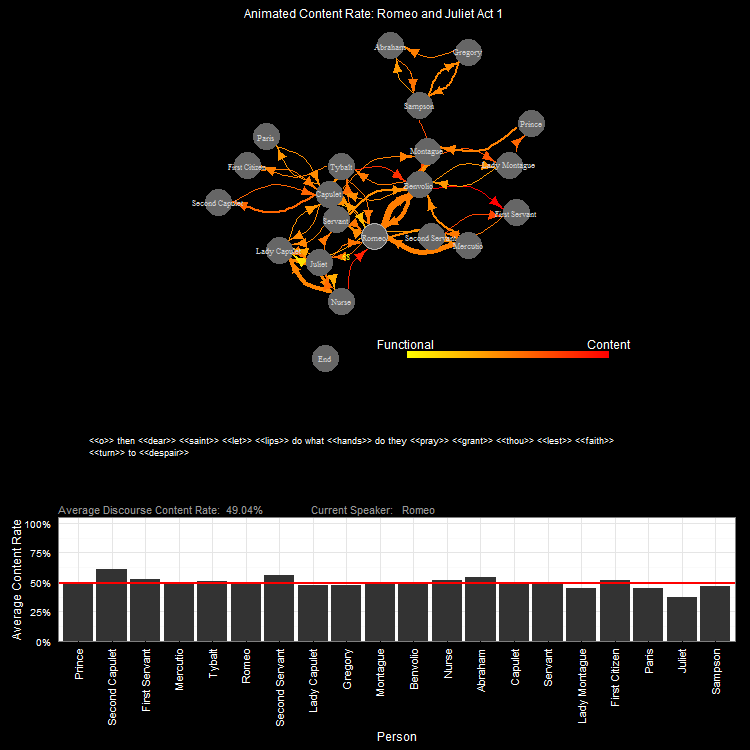 Animated Content Rate: Romeo and Juliet Act 1
Abraham
Gregory
Sampson
Prince
Paris
Montague
First Citizen
Tybalt
Lady Montague
Benvolio
Second Capulet
Capulet
First Servant
Servant
Romeo
Second Servant
Mercutio
Lady Capulet
Juliet
Nurse
End
Functional
Content
<<o>> then <<dear>> <<saint>> <<let>> <<lips>> do what <<hands>> do they <<pray>> <<grant>> <<thou>> <<lest>> <<faith>>
<<turn>> to <<despair>>
Average Discourse Content Rate: 49.04% Current Speaker: Romeo
Average Content Rate
100%
75%
50%
25%
0%
Prince
Second Capulet
First Servant
Mercutio
Tybalt
Romeo
Second Servant
Lady Capulet
Gregory
Montague
Benvolio
Nurse
Abraham
Capulet
Servant
Lady Montague
First Citizen
Paris
Juliet
Sampson
Person